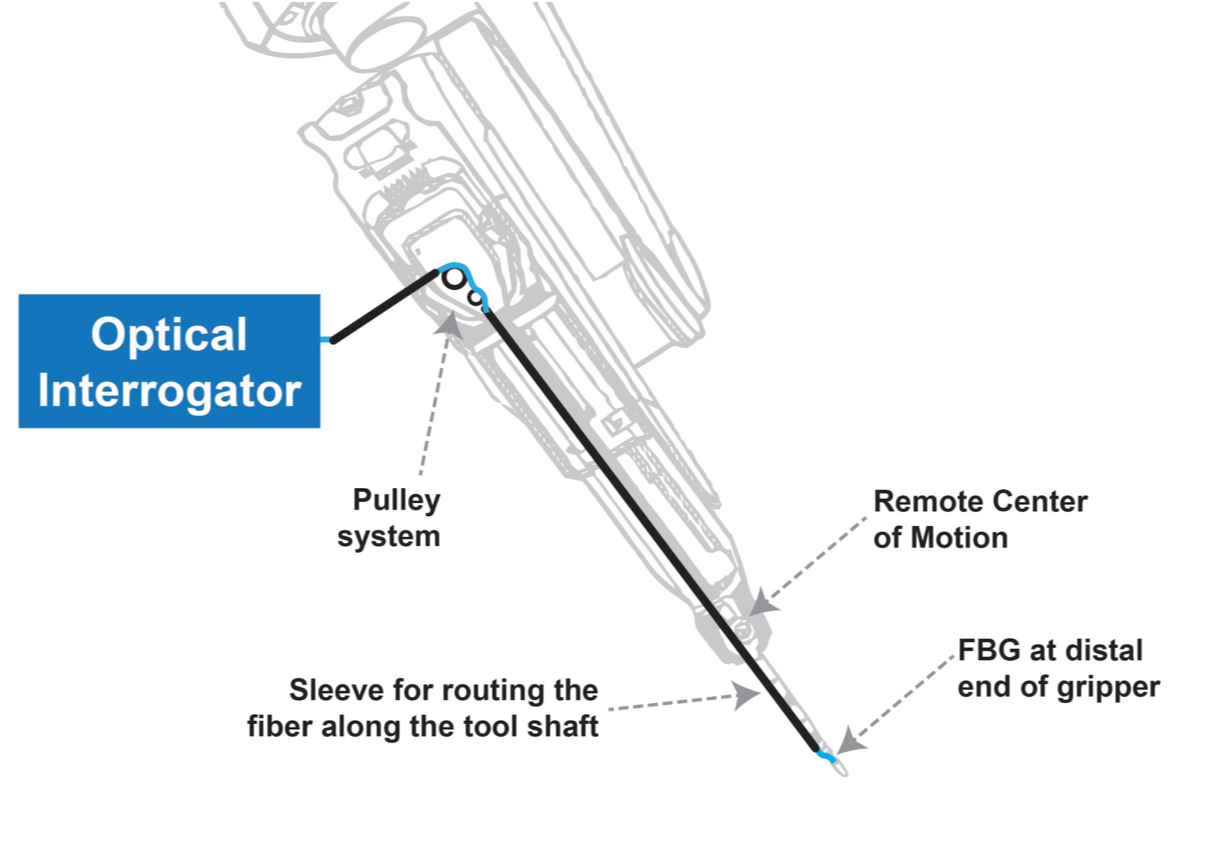 Optical
Interrogator
Pulley
system
Remote Center
of Motion
FBG at distal
end of gripper
Sleeve for routing the
fiber along the tool shaft